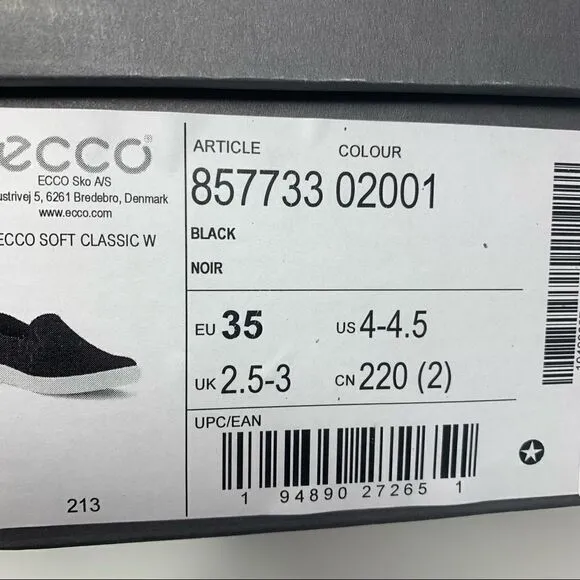 ecco®
ECCO Sko A/S
ustrivej 5, 6261 Bredebro, Denmark
www.ecco.com
ECCO SOFT CLASSIC W
213
ARTICLE COLOUR
857733 02001
BLACK
NOIR
EU 35 US 4-4.5
UK 2.5-3 CN 220 (2)
UPC/EAN
1 94890 27265 1